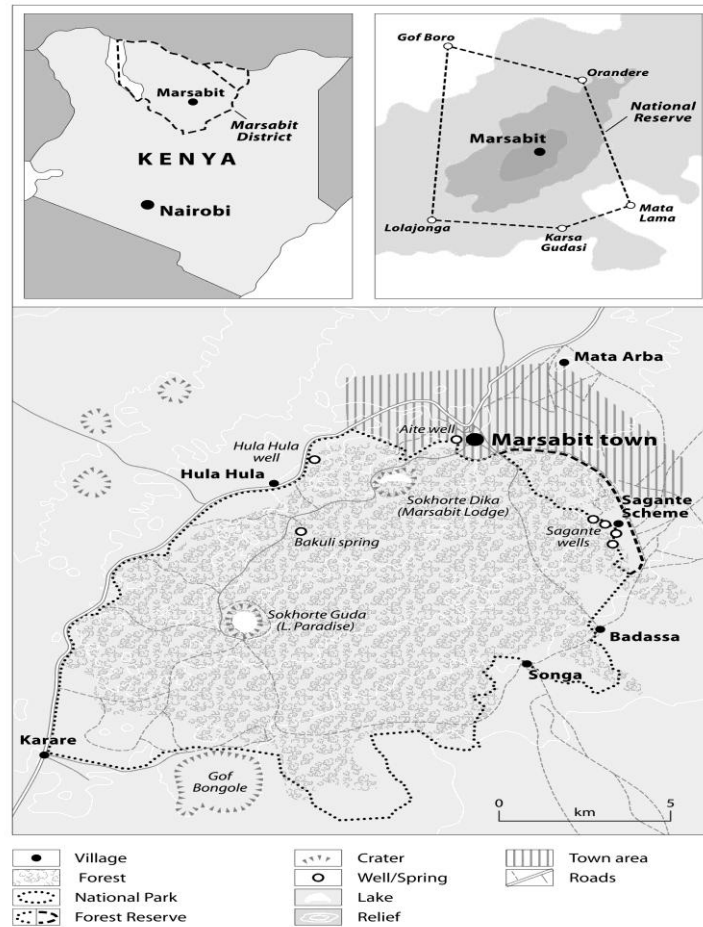 Marsabit
Marsabit
District
KENYA
Nairobi
Gof Boro
Orandere
National
Reserve
Marsabit
Mata
Lama
Lolajonga
Karsa
Gudasi
Mata Arba
Aite well
Marsabit town
Hula Hula
well
Hula Hula
Sokhorte Dika
(Marsabit Lodge)
Sagante
Scheme
Sagante
wells
Bakuli spring
Sokhorte Guda
(L. Paradise)
Badassa
Songa
Karare
Gof
Bongole
0 5
km
Village Crater Town area
Forest Well/Spring Roads
National Park Lake
Forest Reserve Relief